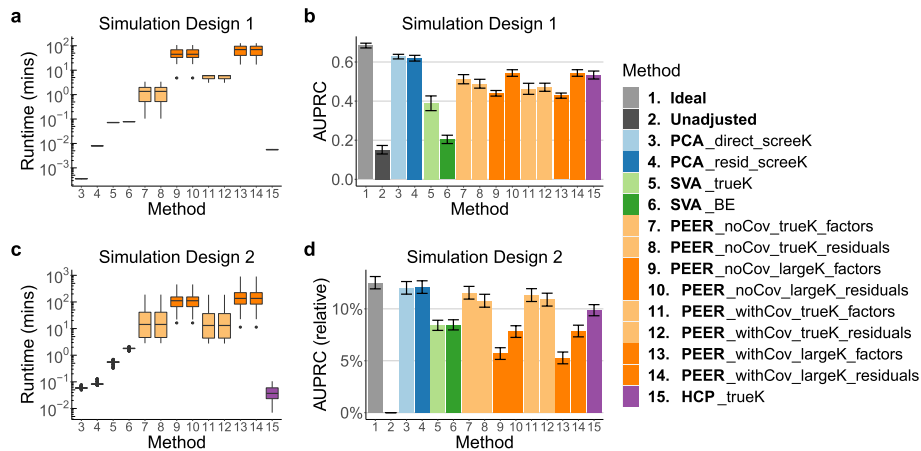 a
Simulation Design 1
Runtime (mins)
10²
10¹
10⁰
10⁻¹
10⁻²
10⁻³
3 4 5 6 7 8 9 10 11 12 13 14 15
Method
b
Simulation Design 1
AUPRC
0.6
0.4
0.2
0.0
1 2 3 4 5 6 7 8 9 10 11 12 13 14 15
Method
c
Simulation Design 2
Runtime (mins)
10³
10²
10¹
10⁰
10⁻¹
10⁻²
3 4 5 6 7 8 9 10 11 12 13 14 15
Method
d
Simulation Design 2
AUPRC (relative)
10%
5%
0%
1 2 3 4 5 6 7 8 9 10 11 12 13 14 15
Method
Method
1. Ideal
2. Unadjusted
3. PCA_direct_screeK
4. PCA_resid_screeK
5. SVA_trueK
6. SVA_BE
7. PEER_noCov_trueK_factors
8. PEER_noCov_trueK_residuals
9. PEER_noCov_largeK_factors
10. PEER_noCov_largeK_residuals
11. PEER_withCov_trueK_factors
12. PEER_withCov_trueK_residuals
13. PEER_withCov_largeK_factors
14. PEER_withCov_largeK_residuals
15. HCP_trueK